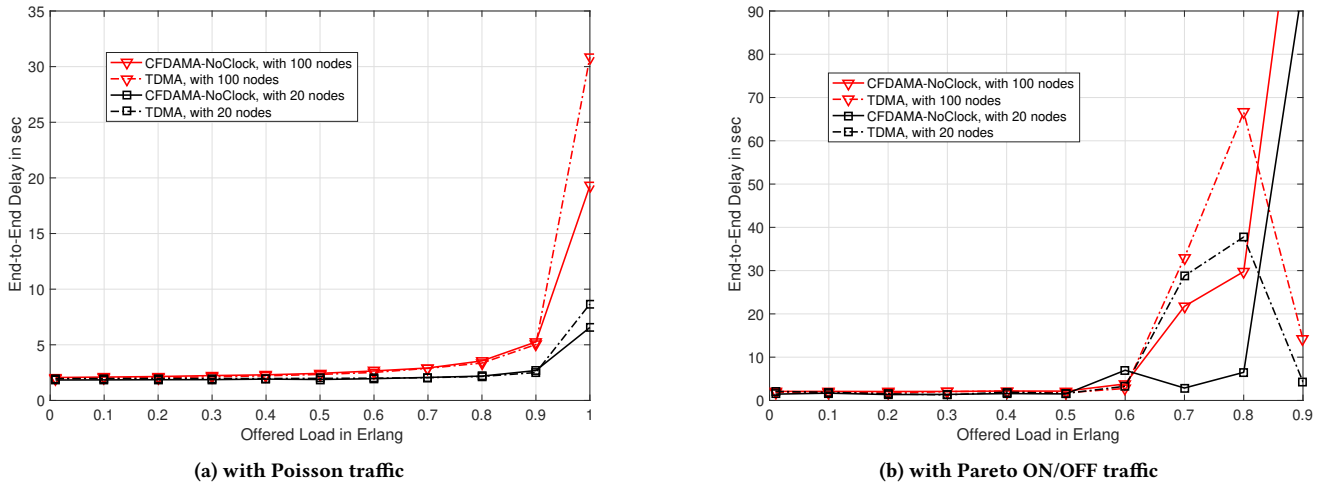 35
30
25
20
15
10
5
0
End-to-End Delay in sec
CFDAMA-NoClock, with 100 nodes
TDMA, with 100 nodes
CFDAMA-NoClock, with 20 nodes
TDMA, with 20 nodes
0 0.1 0.2 0.3 0.4 0.5 0.6 0.7 0.8 0.9 1
Offered Load in Erlang
(a) with Poisson traffic
90
80
70
60
50
40
30
20
10
0
End-to-End Delay in sec
CFDAMA-NoClock, with 100 nodes
TDMA, with 100 nodes
CFDAMA-NoClock, with 20 nodes
TDMA, with 20 nodes
0 0.1 0.2 0.3 0.4 0.5 0.6 0.7 0.8 0.9
Offered Load in Erlang
(b) with Pareto ON/OFF traffic